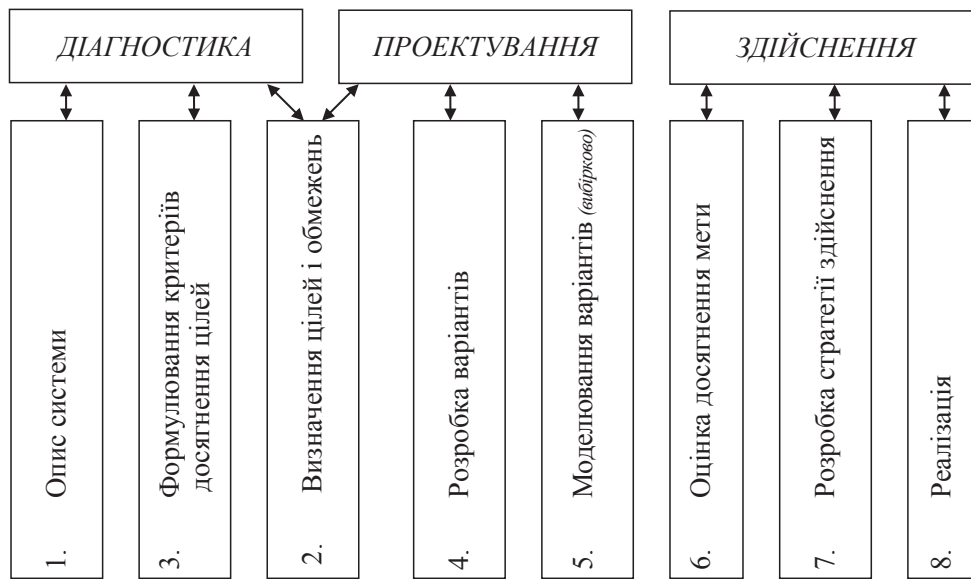 ДІАГНОСТИКА
ПРОЕКТУВАННЯ
ЗДІЙСНЕННЯ
1. Опис системи
3. Формулювання критеріїв
досягнення цілей
2. Визначення цілей і обмежень
4. Розробка варіантів
5. Моделювання варіантів (вибірково)
6. Оцінка досягнення мети
7. Розробка стратегії здійснення
8. Реалізація